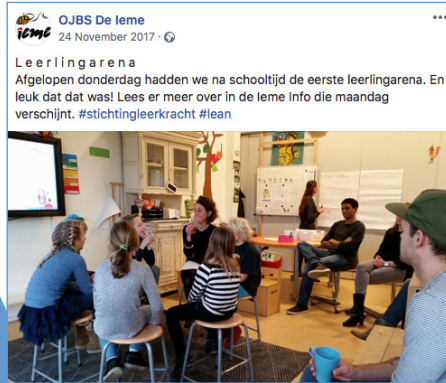 ieme
OJBS De Ieme
24 November 2017 ·
L e e r l i n g a r e n a
Afgelopen donderdag hadden we na schooltijd de eerste leerlingarena. En
leuk dat dat was! Lees er meer over in de Ieme Info die maandag
verschijnt. #stichtingleerkracht #lean